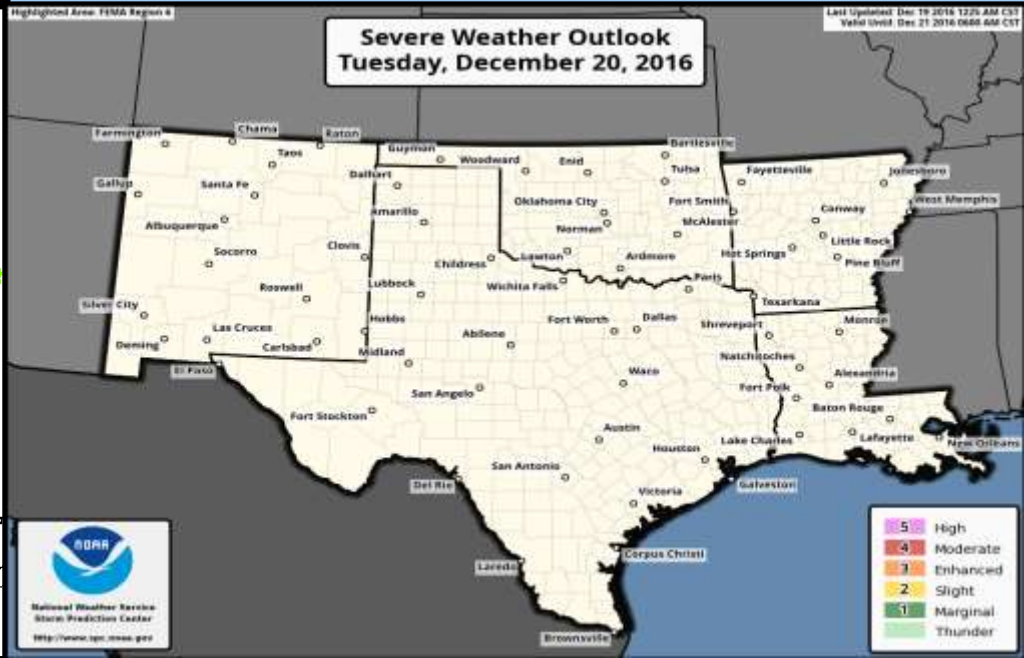 Highlighted Area: FEMA Region 6
Last Updated: Dec 19 2016 1225 AM CST
Valid Until: Dec 21 2016 0600 AM CST
Severe Weather Outlook
Tuesday, December 20, 2016
Farmington
Chama
Raton
Taos
Guymon
Woodward
Enid
Bartlesville
Tulsa
Fayetteville
Jonesboro
Gallup
Santa Fe
Dalhart
Oklahoma City
Fort Smith
Conway
West Memphis
Albuquerque
Amarillo
Norman
McAlester
Little Rock
Socorro
Clovis
Childress
Lawton
Ardmore
Hot Springs
Pine Bluff
Roswell
Lubbock
Wichita Falls
Paris
Texarkana
Silver City
Hobbs
Fort Worth
Dallas
Shreveport
Monroe
Deming
Las Cruces
Carlsbad
Midland
Abilene
Natchitoches
El Paso
Waco
Alexandria
San Angelo
Fort Polk
Fort Stockton
Baton Rouge
Austin
Houston
Lake Charles
Lafayette
New Orleans
San Antonio
Del Rio
Victoria
Galveston
Corpus Christi
Laredo
Brownsville
NOAA
National Weather Service
Storm Prediction Center
http://www.spc.noaa.gov
5 High
4 Moderate
3 Enhanced
2 Slight
1 Marginal
Thunder